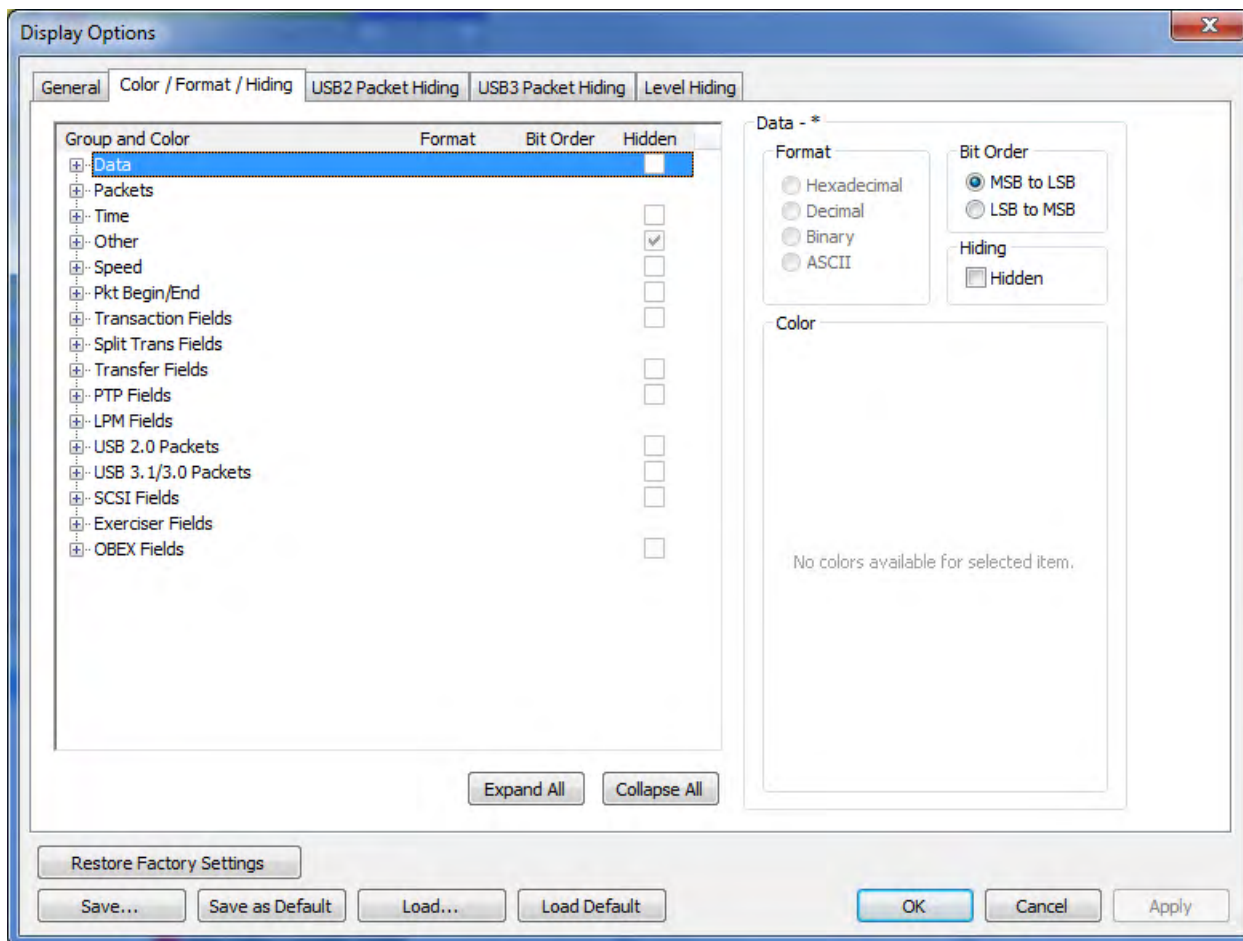 Display Options
General Color / Format / Hiding USB2 Packet Hiding USB3 Packet Hiding Level Hiding
Group and Color Format Bit Order Hidden
Data
Packets
Time
Other
Speed
Pkt Begin/End
Transaction Fields
Split Trans Fields
Transfer Fields
PTP Fields
LPM Fields
USB 2.0 Packets
USB 3.1/3.0 Packets
SCSI Fields
Exerciser Fields
OBEX Fields
Expand All Collapse All
Data - *
Format
Hexadecimal
Decimal
Binary
ASCII
Bit Order
MSB to LSB
LSB to MSB
Hiding
Hidden
Color
No colors available for selected item.
Restore Factory Settings
Save... Save as Default Load... Load Default OK Cancel Apply